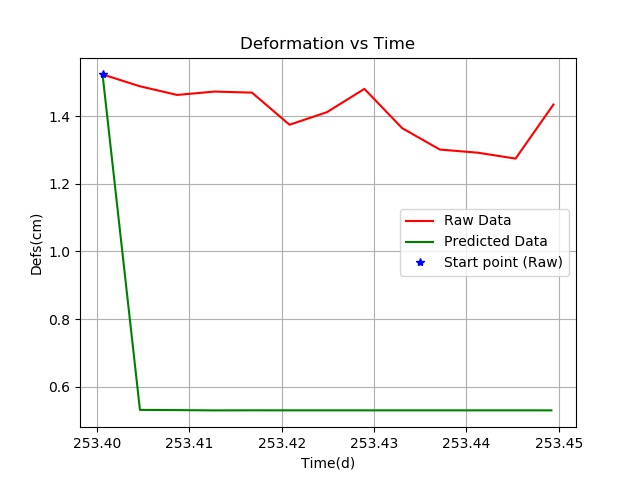 Deformation vs Time
Defs(cm)
1.4
1.2
1.0
0.8
0.6
Raw Data
Predicted Data
Start point (Raw)
253.40 253.41 253.42 253.43 253.44 253.45
Time(d)